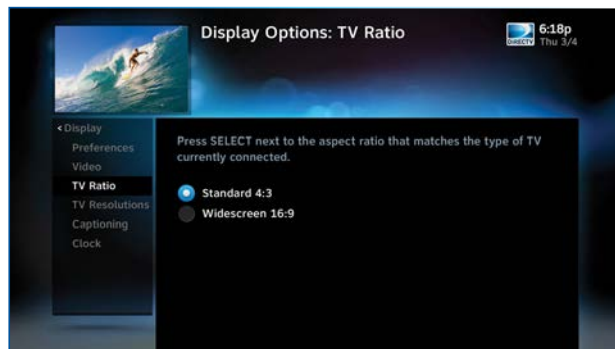 Display Options: TV Ratio
DIRECTV
6:18p
Thu 3/4
<Display
Preferences
Video
TV Ratio
TV Resolutions
Captioning
Clock
Press SELECT next to the aspect ratio that matches the type of TV
currently connected.
Standard 4:3
Widescreen 16:9